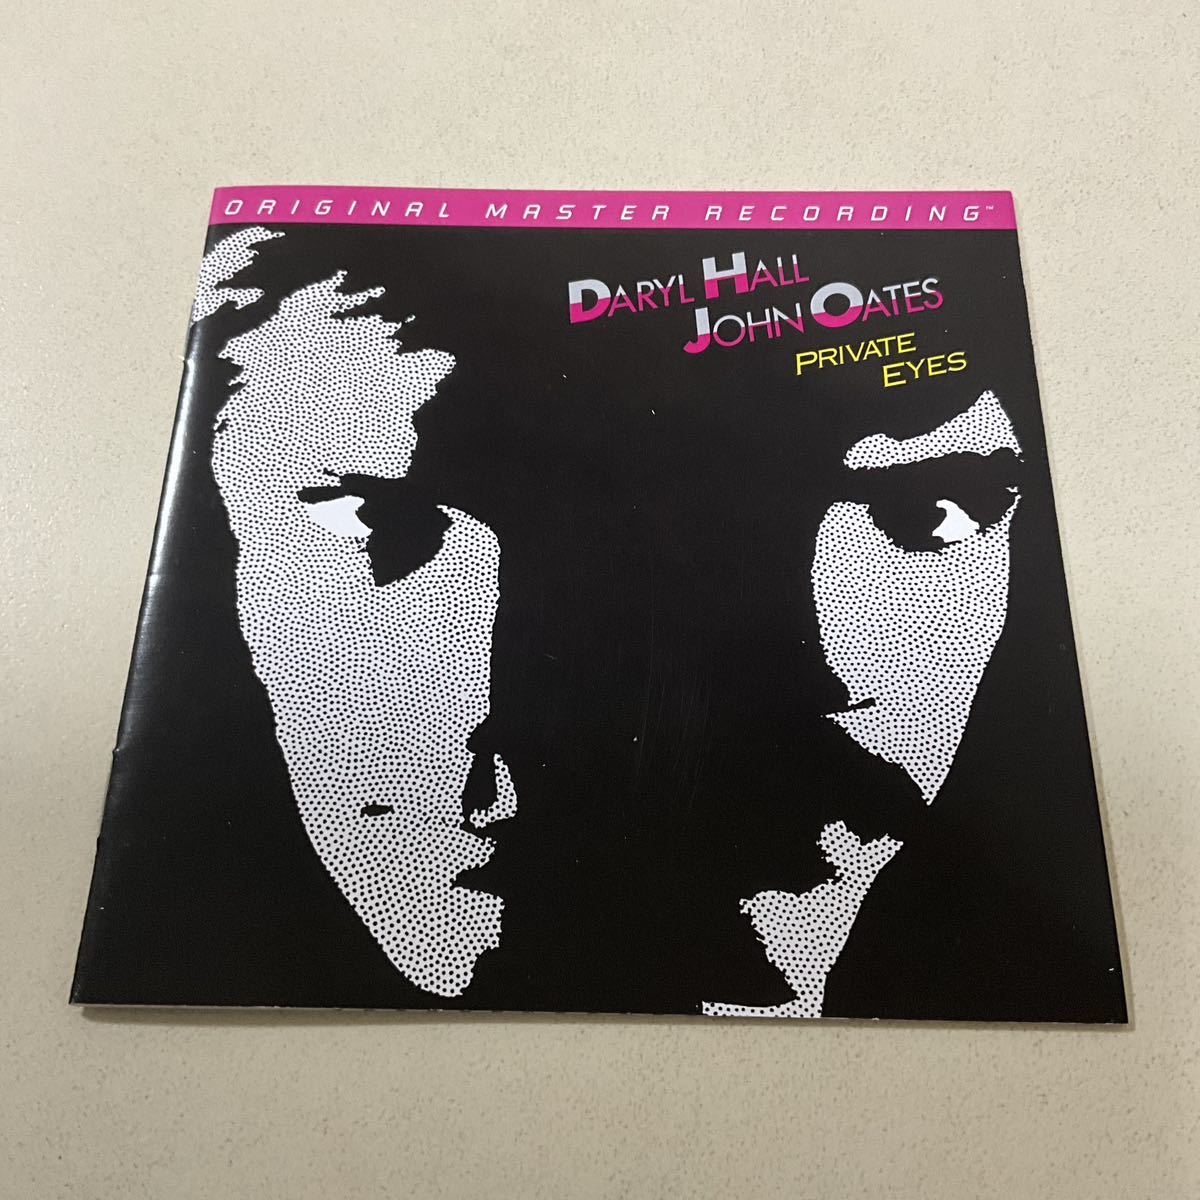 ORIGINAL MASTER RECORDING™
DARYL HALL
JOHN OATES
PRIVATE
EYES